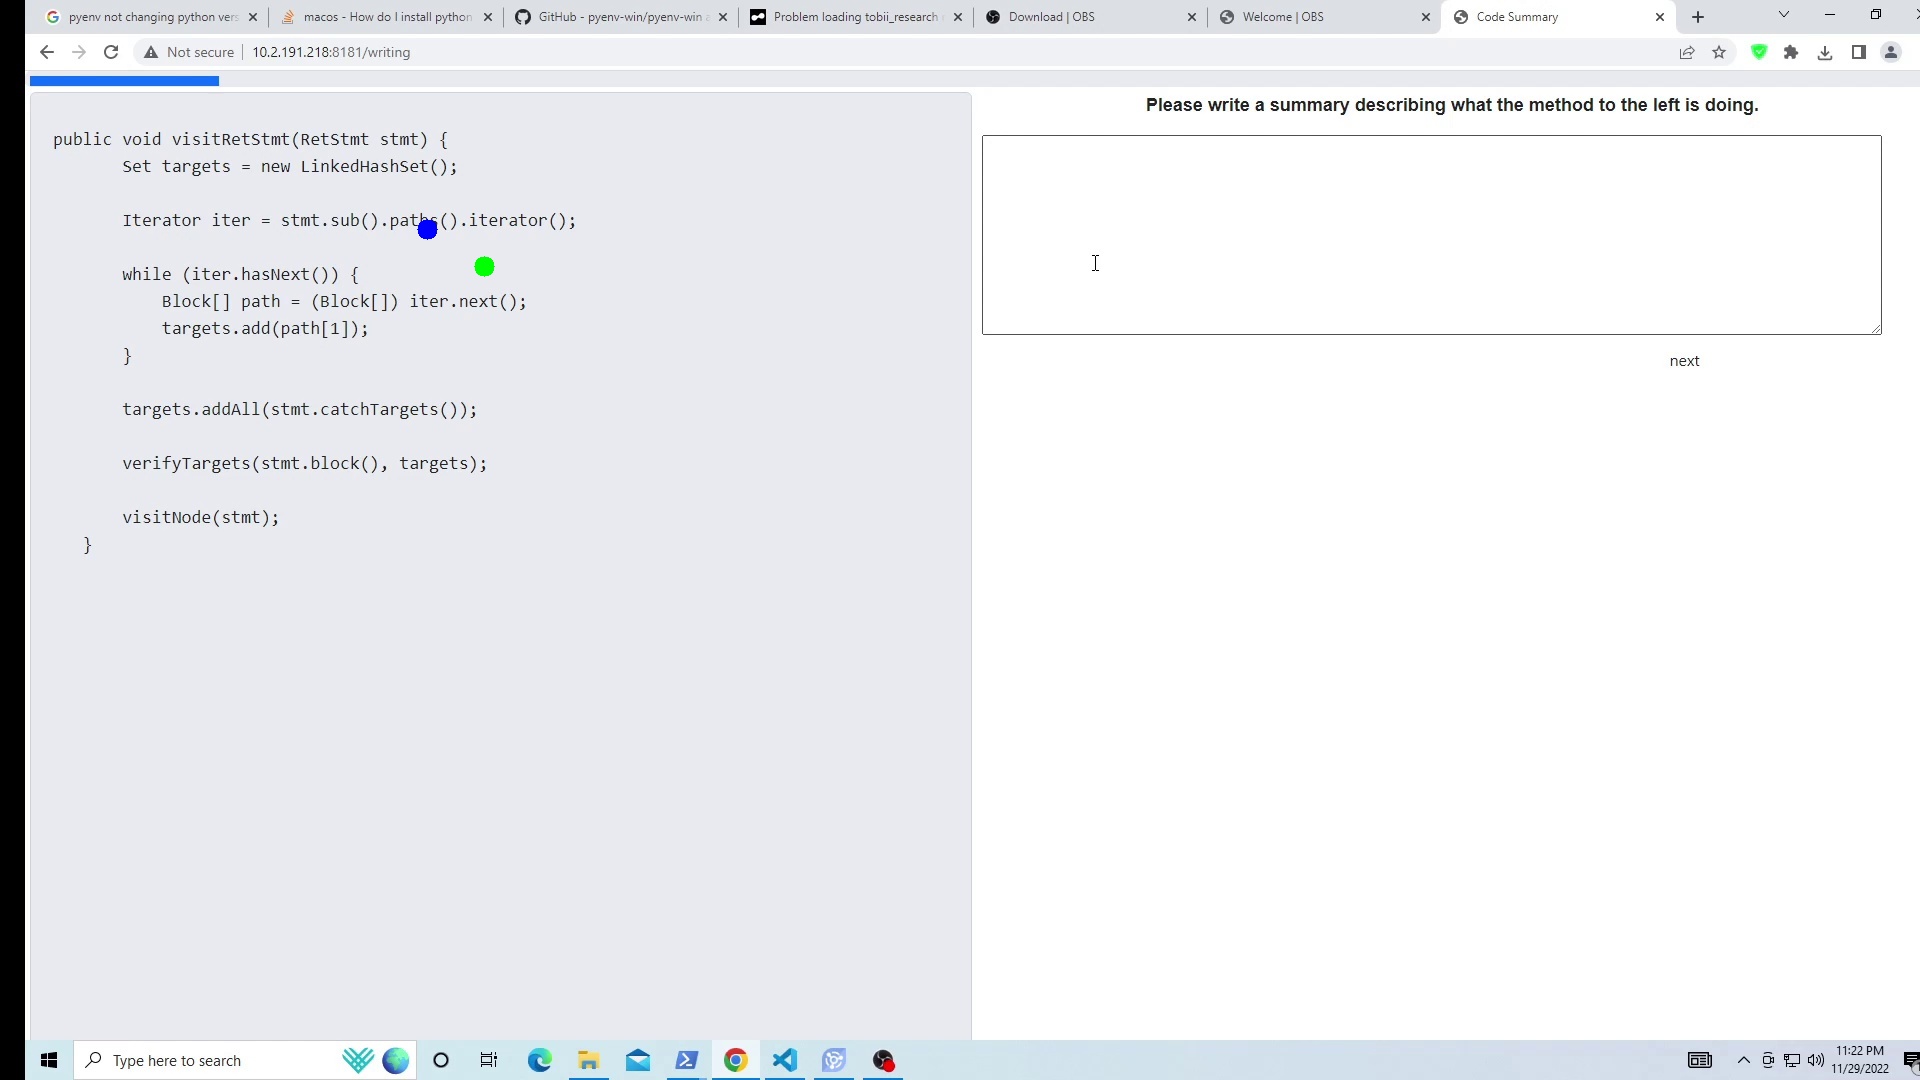 pyenv not changing python vers
macos - How do I install python
GitHub - pyenv-win/pyenv-win
Problem loading tobii_research
Download | OBS
Welcome | OBS
Code Summary
Not secure
10.2.191.218:8181/writing
Please write a summary describing what the method to the left is doing.
public void visitRetStmt(RetStmt stmt) {
Set targets = new LinkedHashSet();
Iterator iter = stmt.sub().paths().iterator();
while (iter.hasNext()) {
Block[] path = (Block[]) iter.next();
targets.add(path[1]);
}
targets.addAll(stmt.catchTargets());
verifyTargets(stmt.block(), targets);
visitNode(stmt);
}
next
Type here to search
11:22 PM
11/29/2022